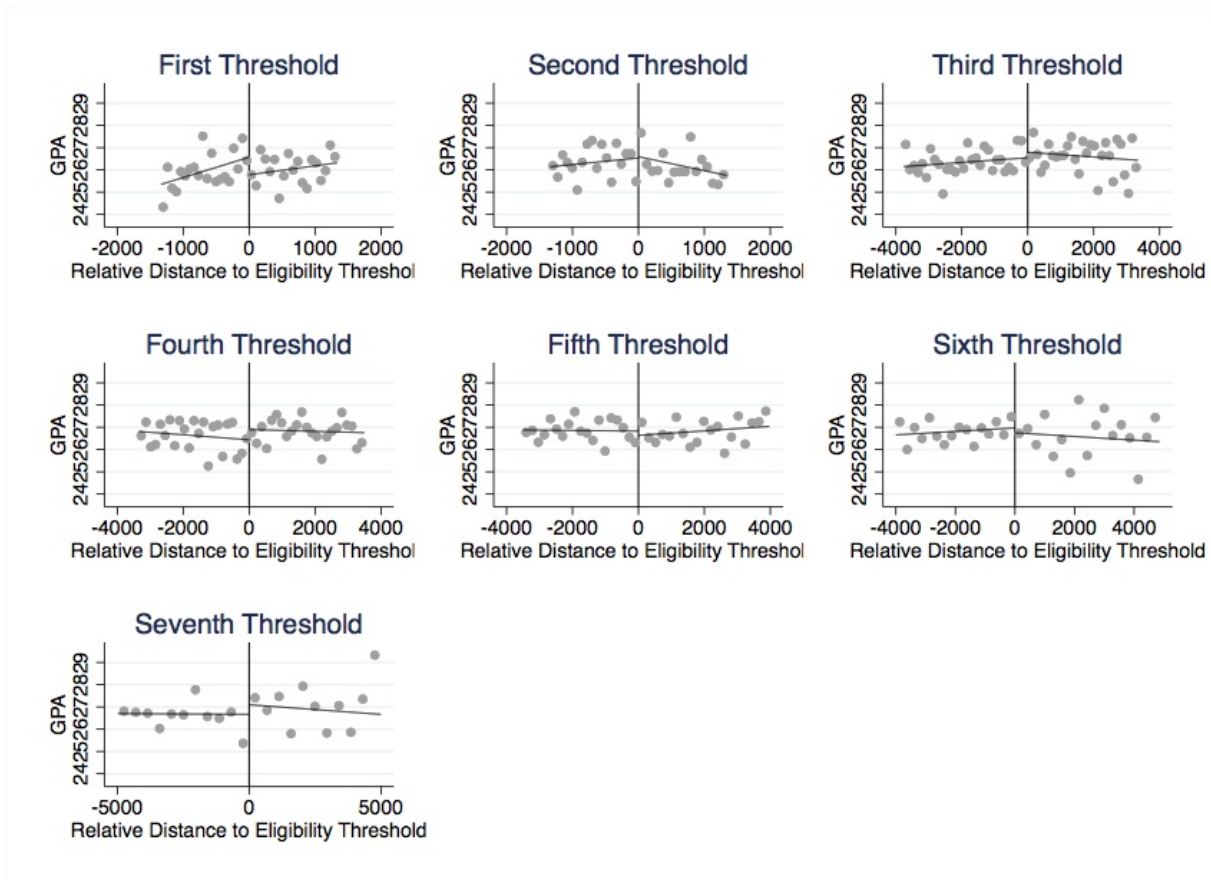 First Threshold
GPA
242526272829
-2000 -1000 0 1000 2000
Relative Distance to Eligibility Threshol
Second Threshold
GPA
242526272829
-2000 -1000 0 1000 2000
Relative Distance to Eligibility Threshol
Third Threshold
GPA
242526272829
-4000 -2000 0 2000 4000
Relative Distance to Eligibility Threshold
Fourth Threshold
GPA
242526272829
-4000 -2000 0 2000 4000
Relative Distance to Eligibility Threshol
Fifth Threshold
GPA
242526272829
-4000 -2000 0 2000 4000
Relative Distance to Eligibility Threshol
Sixth Threshold
GPA
242526272829
-4000 -2000 0 2000 4000
Relative Distance to Eligibility Threshold
Seventh Threshold
GPA
242526272829
-5000 0 5000
Relative Distance to Eligibility Threshold